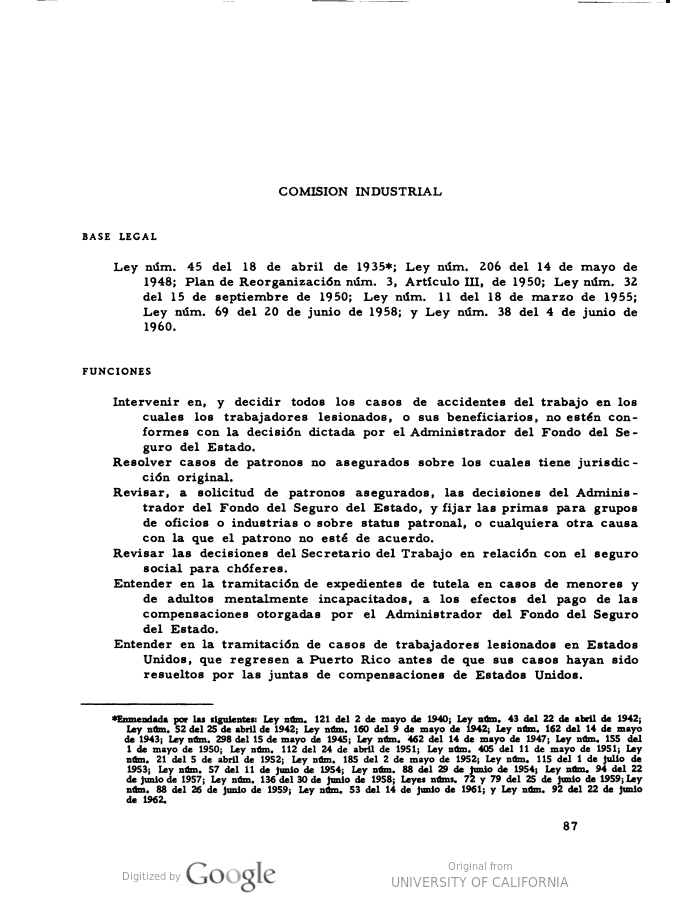 COMISION INDUSTRIAL
BASE LEGAL
Ley núm. 45 del 18 de abril de 1935*; Ley núm. 206 del 14 de mayo de
1948; Plan de Reorganización núm. 3, Artículo III, de 1950; Ley núm. 32
del 15 de septiembre de 1950; Ley núm. 11 del 18 de marzo de 1955;
Ley núm. 69 del 20 de junio de 1958; y Ley núm. 38 del 4 de junio de
1960.
FUNCIONES
Intervenir en, y decidir todos los casos de accidentes del trabajo en los
cuales los trabajadores lesionados, o sus beneficiarios, no estén con-
formes con la decisión dictada por el Administrador del Fondo del Se-
guro del Estado.
Resolver casos de patronos no asegurados sobre los cuales tiene jurisdic-
ción original.
Revisar, a solicitud de patronos asegurados, las decisiones del Adminis-
trador del Fondo del Seguro del Estado, y fijar las primas para grupos
de oficios o industrias o sobre status patronal, o cualquiera otra causa
con la que el patrono no esté de acuerdo.
Revisar las decisiones del Secretario del Trabajo en relación con el seguro
social para chóferes.
Entender en la tramitación de expedientes de tutela en casos de menores y
de adultos mentalmente incapacitados, a los efectos del pago de las
compensaciones otorgadas por el Administrador del Fondo del Seguro
del Estado.
Entender en la tramitación de casos de trabajadores lesionados en Estados
Unidos, que regresen a Puerto Rico antes de que sus casos hayan sido
resueltos por las juntas de compensaciones de Estados Unidos.
*Enmendada por las siguientes: Ley núm. 121 del 2 de mayo de 1940; Ley núm. 43 del 22 de abril de 1942;
Ley núm. 52 del 25 de abril de 1942; Ley núm. 160 del 9 de mayo de 1942; Ley núm. 162 del 14 de mayo
de 1943; Ley núm. 298 del 15 de mayo de 1945; Ley núm. 462 del 14 de mayo de 1947; Ley núm. 155 del
1 de mayo de 1950; Ley núm. 112 del 24 de abril de 1951; Ley núm. 405 del 11 de mayo de 1951; Ley
núm. 21 del 5 de abril de 1952; Ley núm. 185 del 2 de mayo de 1952; Ley núm. 115 del 1 de julio de
1953; Ley núm. 57 del 11 de junio de 1954; Ley núm. 88 del 29 de junio de 1954; Ley núm. 94 del 22
de junio de 1957; Ley núm. 136 del 30 de junio de 1958; Leyes núms. 72 y 79 del 25 de junio de 1959; Ley
núm. 88 del 26 de junio de 1959; Ley núm. 53 del 14 de junio de 1961; y Ley núm. 92 del 22 de junio
de 1962.
87
Digitized by Google
Original from
UNIVERSITY OF CALIFORNIA